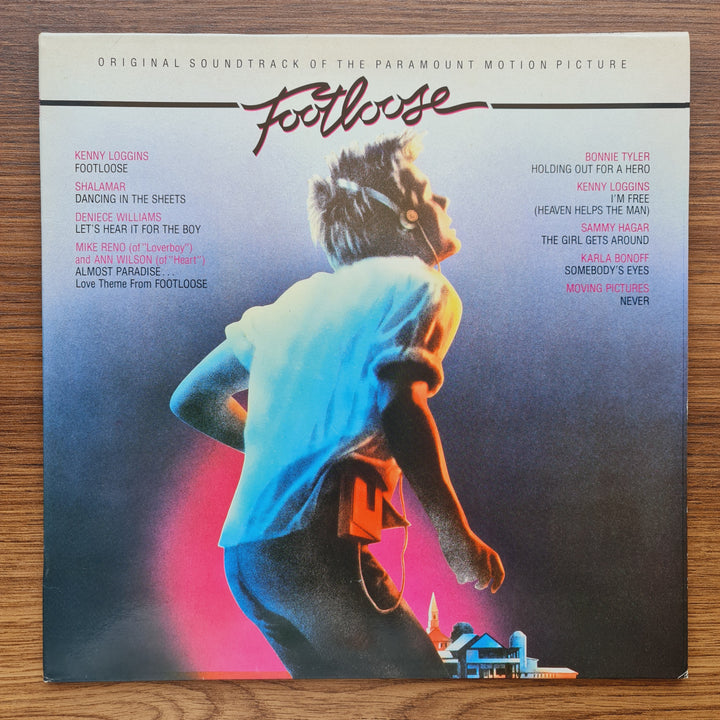 ORIGINAL SOUNDTRACK OF THE PARAMOUNT MOTION PICTURE
Footloose
KENNY LOGGINS
FOOTLOOSE
SHALAMAR
DANCING IN THE SHEETS
DENIECE WILLIAMS
LET'S HEAR IT FOR THE BOY
MIKE RENO (of "Loverboy")
and ANN WILSON (of "Heart")
ALMOST PARADISE...
Love Theme From FOOTLOOSE
BONNIE TYLER
HOLDING OUT FOR A HERO
KENNY LOGGINS
I'M FREE
(HEAVEN HELPS THE MAN)
SAMMY HAGAR
THE GIRL GETS AROUND
KARLA BONOFF
SOMEBODY'S EYES
MOVING PICTURES
NEVER